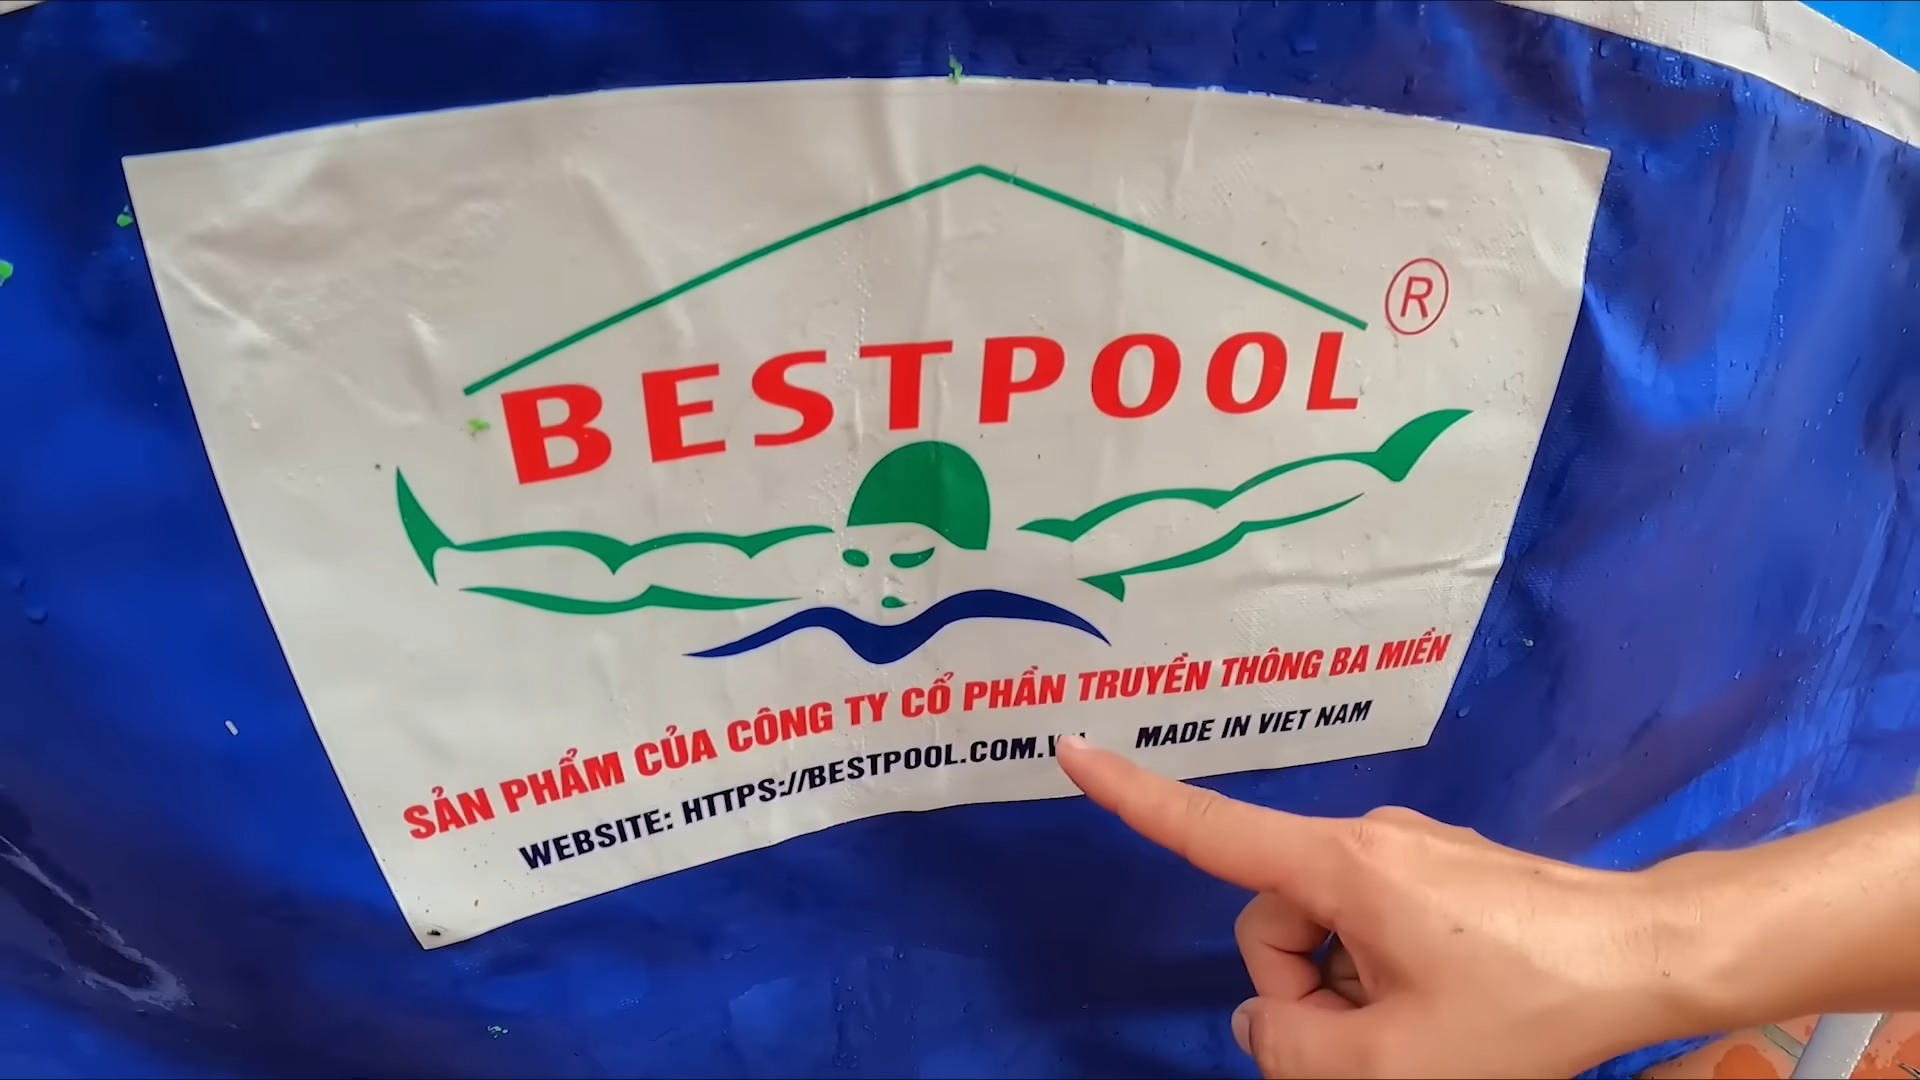 BESTPOOL ®
SẢN PHẨM CỦA CÔNG TY CỔ PHẦN TRUYỀN THÔNG BA MIỀN
WEBSITE: HTTPS://BESTPOOL.COM.VN MADE IN VIET NAM